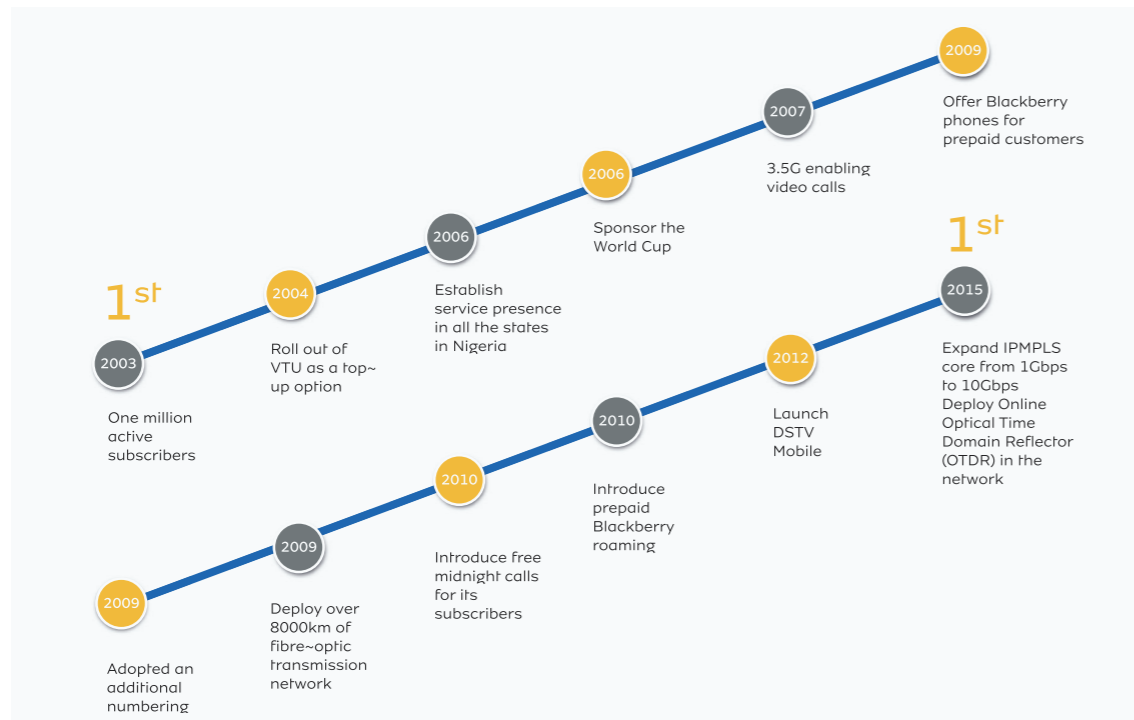 1st
2003
One million
active
subscribers
2004
Roll out of
VTU as a top~
up option
2006
Establish
service presence
in all the states
in Nigeria
2006
Sponsor the
World Cup
2007
3.5G enabling
video calls
2009
Offer Blackberry
phones for
prepaid customers
2009
Adopted an
additional
numbering
2009
Deploy over
8000km of
fibre~optic
transmission
network
2010
Introduce free
midnight calls
for its
subscribers
2010
Introduce
prepaid
Blackberry
roaming
2012
Launch
DSTV
Mobile
1st
2015
Expand IPMPLS
core from 1Gbps
to 10Gbps
Deploy Online
Optical Time
Domain Reflector
(OTDR) in the
network